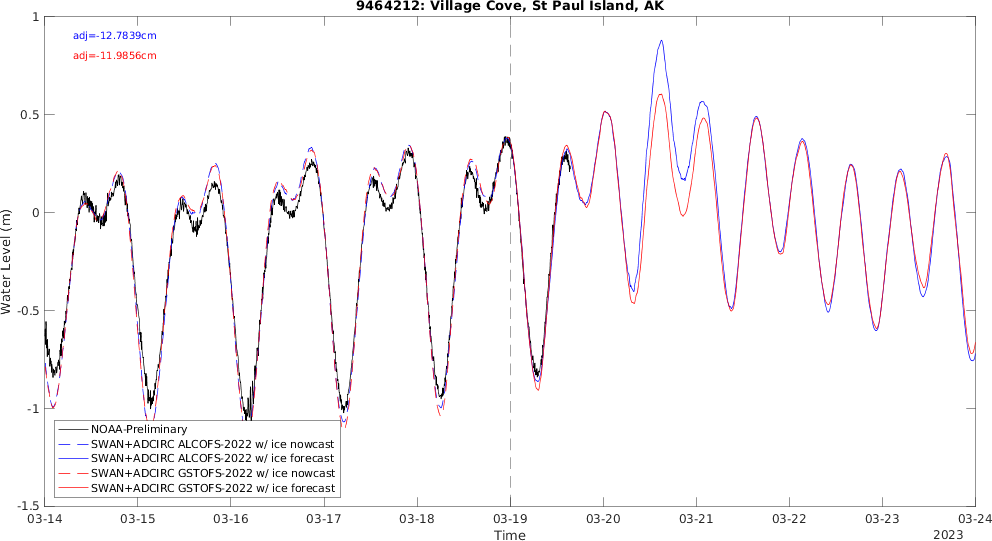 9464212: Village Cove, St Paul Island, AK
adj=-12.7839cm
adj=-11.9856cm
1
0.5
0
-0.5
-1
-1.5
Water Level (m)
NOAA-Preliminary
SWAN+ADCIRC ALCOFS-2022 w/ ice nowcast
SWAN+ADCIRC ALCOFS-2022 w/ ice forecast
SWAN+ADCIRC GSTOFS-2022 w/ ice nowcast
SWAN+ADCIRC GSTOFS-2022 w/ ice forecast
03-14 03-15 03-16 03-17 03-18 03-19 03-20 03-21 03-22 03-23 03-24
Time
2023